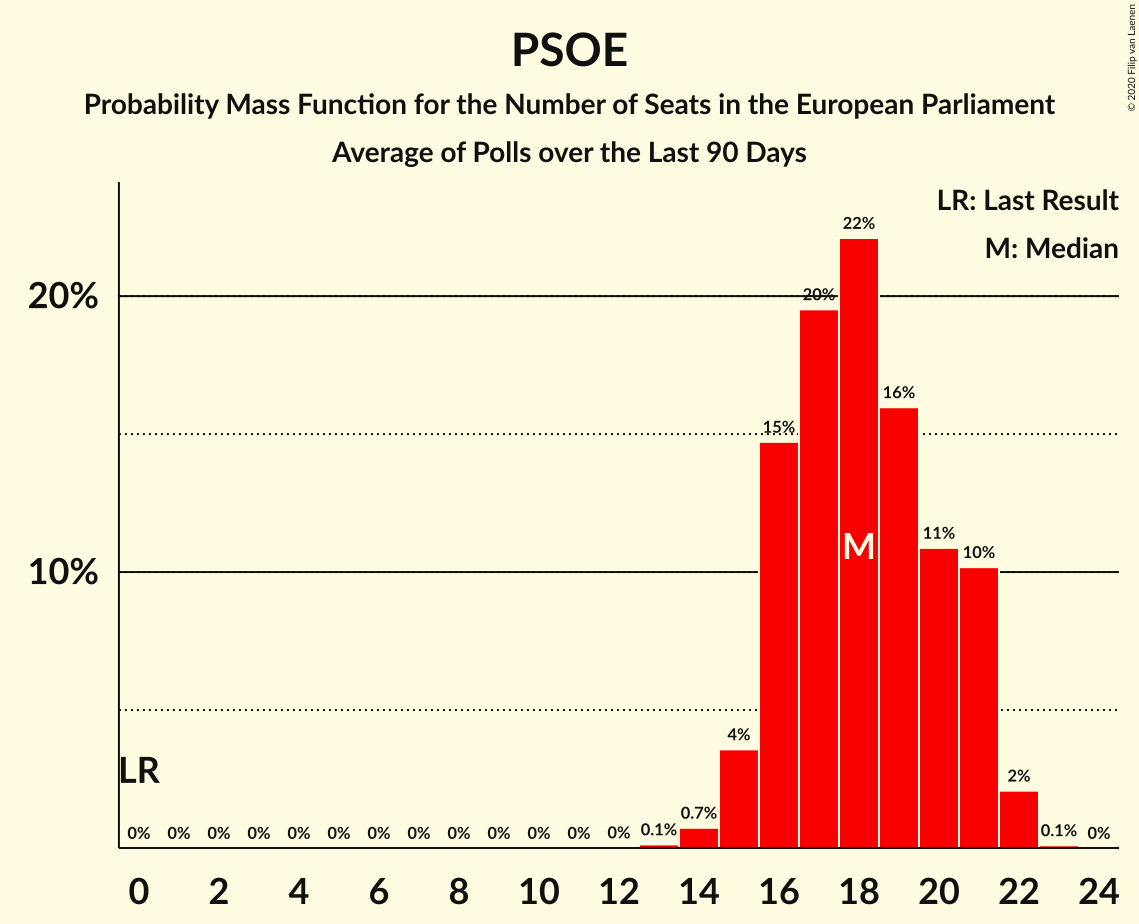 PSOE
Probability Mass Function for the Number of Seats in the European Parliament
Average of Polls over the Last 90 Days
© 2020 Filip van Laenen
LR: Last Result
M: Median
20%
10%
22%
20%
16%
15%
M
11%
10%
4%
LR
2%
0.7%
0% 0% 0% 0% 0% 0% 0% 0% 0% 0% 0% 0% 0% 0.1% 0.1% 0%
0 2 4 6 8 10 12 14 16 18 20 22 24